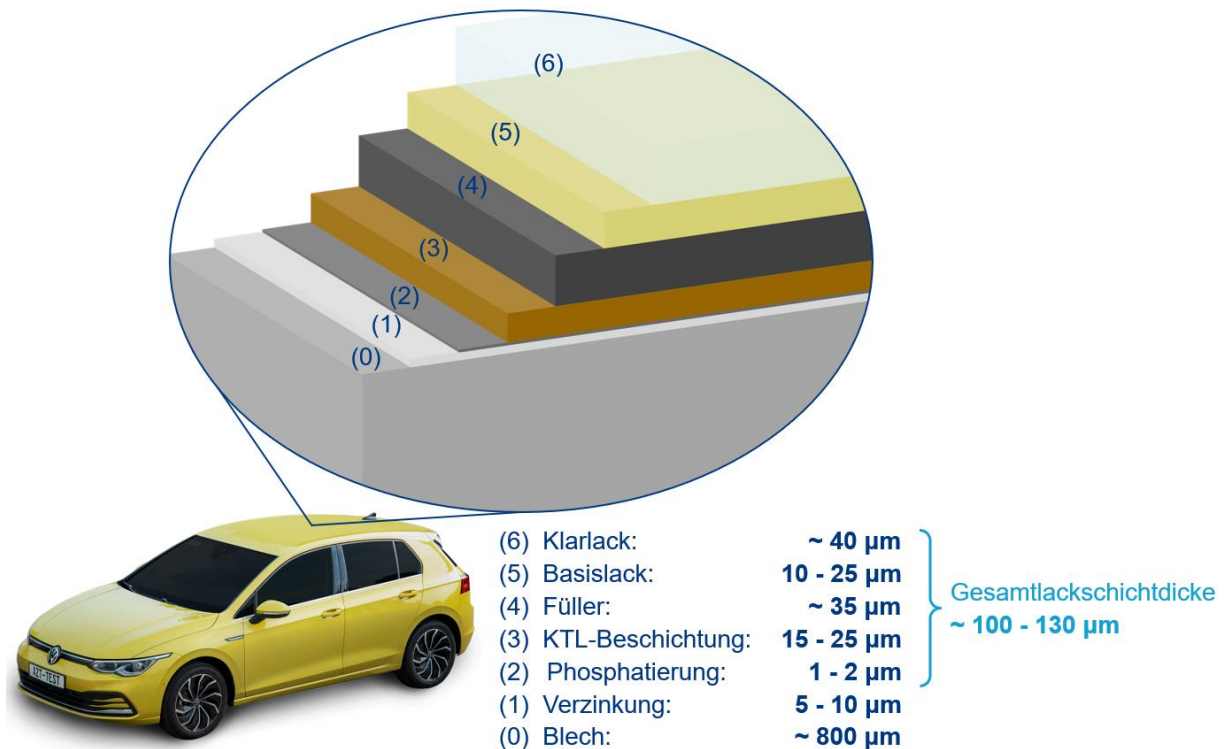 (6)
(5)
(4)
(3)
(2)
(1)
(0)
XZT-TEST
(6) Klarlack: ~ 40 µm
(5) Basislack: 10 - 25 µm
(4) Füller: ~ 35 µm
(3) KTL-Beschichtung: 15 - 25 µm
(2) Phosphatierung: 1 - 2 µm
(1) Verzinkung: 5 - 10 µm
(0) Blech: ~ 800 µm
Gesamtlackschichtdicke
~ 100 - 130 µm